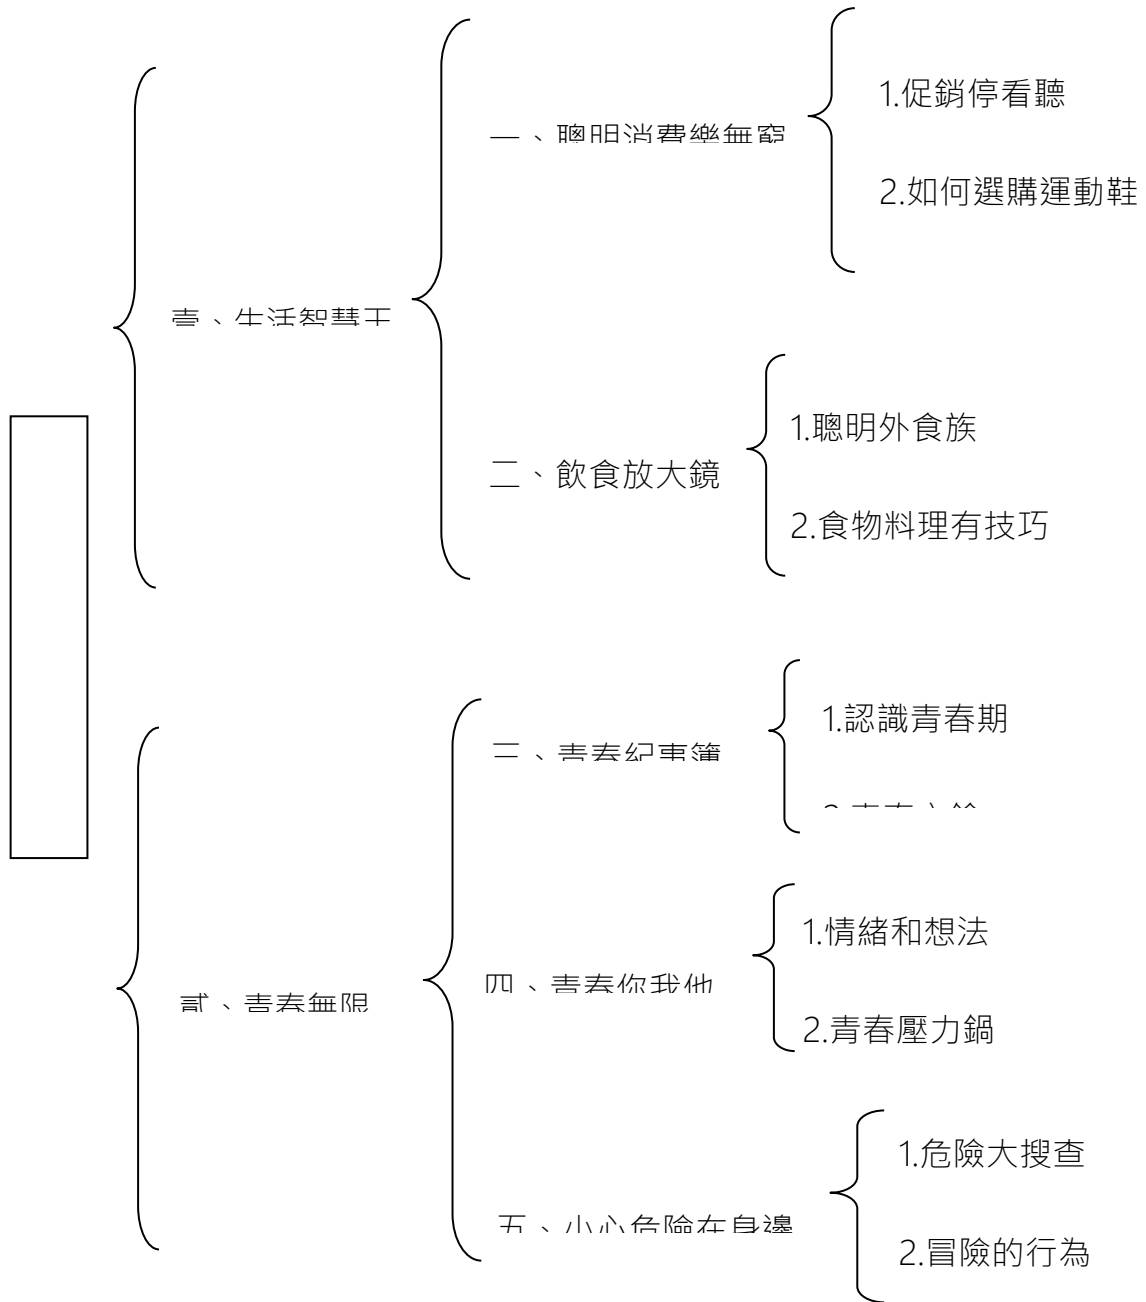 壹、生活智慧王
一、聰明消費樂無窮
1.促銷停看聽
2.如何選購運動鞋
二、飲食放大鏡
1.聰明外食族
2.食物料理有技巧
貳、青春無限
三、青春紀事簿
1.認識青春期
四、青春你我他
1.情緒和想法
2.青春壓力鍋
五、小心危險在身邊
1.危險大搜查
2.冒險的行為